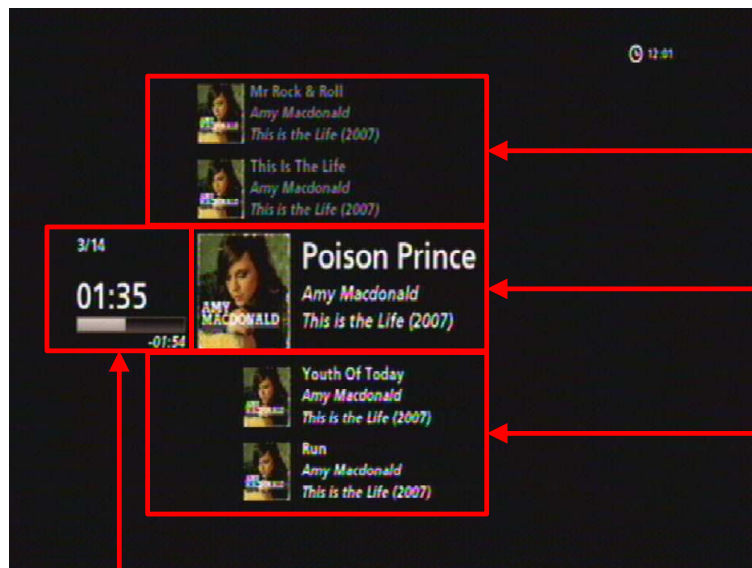 12:01
Mr Rock & Roll
Amy Macdonald
This is the Life (2007)
This Is The Life
Amy Macdonald
This is the Life (2007)
3/14
01:35
-01:54
AMY
MACDONALD
Poison Prince
Amy Macdonald
This is the Life (2007)
Youth Of Today
Amy Macdonald
This is the Life (2007)
Run
Amy Macdonald
This is the Life (2007)